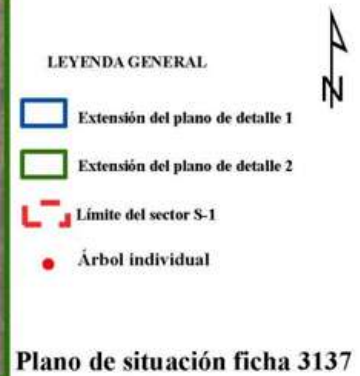 N
LEYENDA GENERAL
Extensión del plano de detalle 1
Extensión del plano de detalle 2
Límite del sector S-1
Árbol individual
Plano de situación ficha 3137